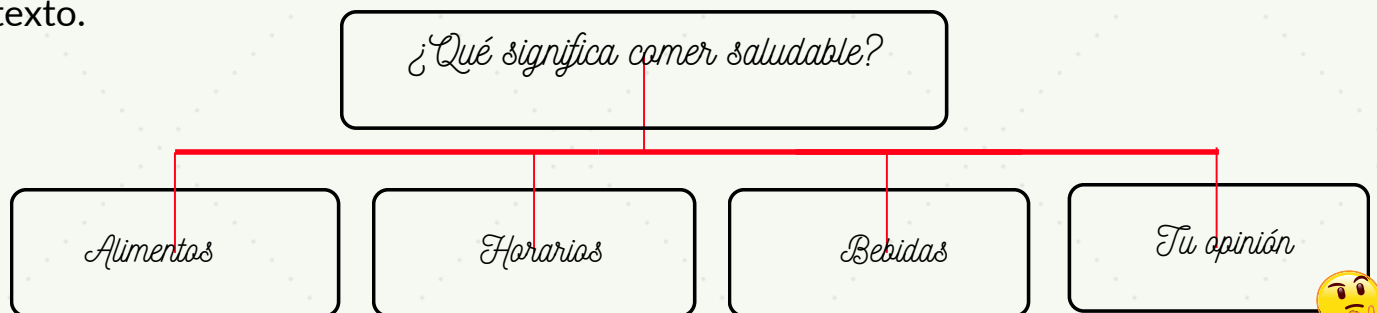 texto.
¿Qué significa comer saludable?
Alimentos
Horarios
Bebidas
Tu opinión